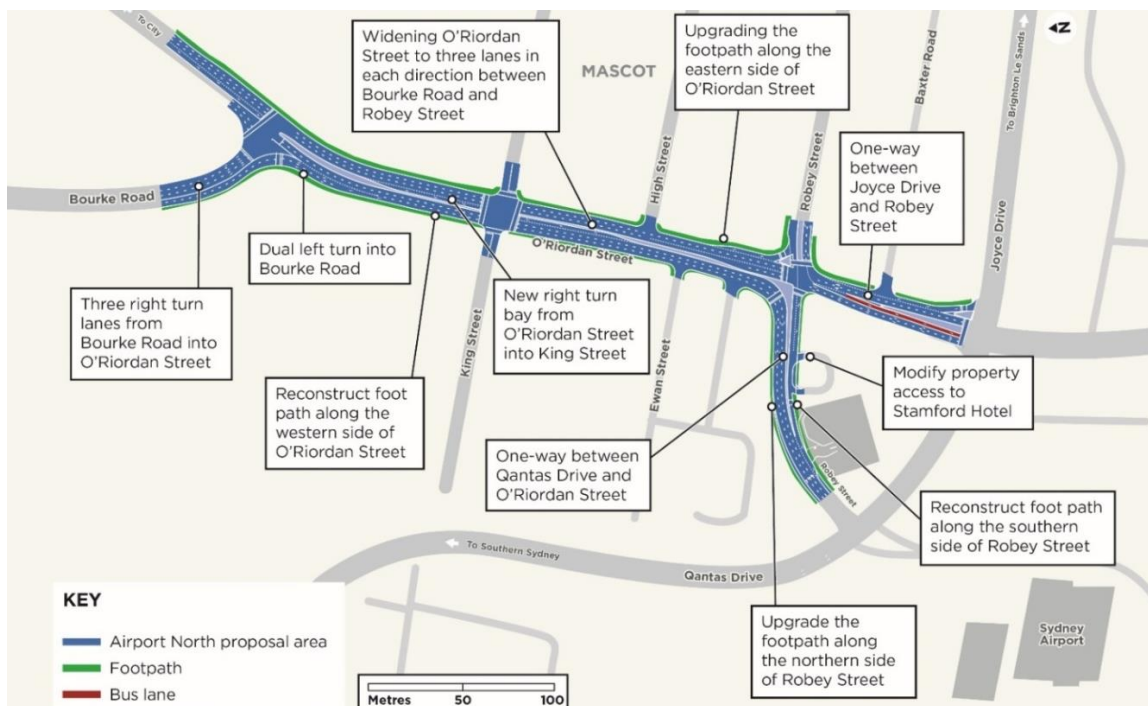 To City
Widening O'Riordan
Street to three lanes in
each direction between
Bourke Road and
Robey Street
MASCOT
Upgrading the
footpath along the
eastern side of
O'Riordan Street
Baxter Road
To Brighton Le Sands
N
High Street
Robey Street
One-way
between
Joyce Drive
and Robey
Street
Joyce Drive
Bourke Road
O'Riordan Street
Dual left turn into
Bourke Road
Three right turn
lanes from
Bourke Road into
O'Riordan Street
New right turn
bay from
O'Riordan Street
into King Street
King Street
Ewan Street
Reconstruct foot
path along the
western side of
O'Riordan Street
Modify property
access to
Stamford Hotel
One-way between
Qantas Drive and
O'Riordan Street
Robey Street
Reconstruct foot path
along the southern
side of Robey Street
To Southern Sydney
Qantas Drive
Upgrade the
footpath along
the northern side
of Robey Street
Sydney
Airport
KEY
Airport North proposal area
Footpath
Bus lane
Metres 50 100